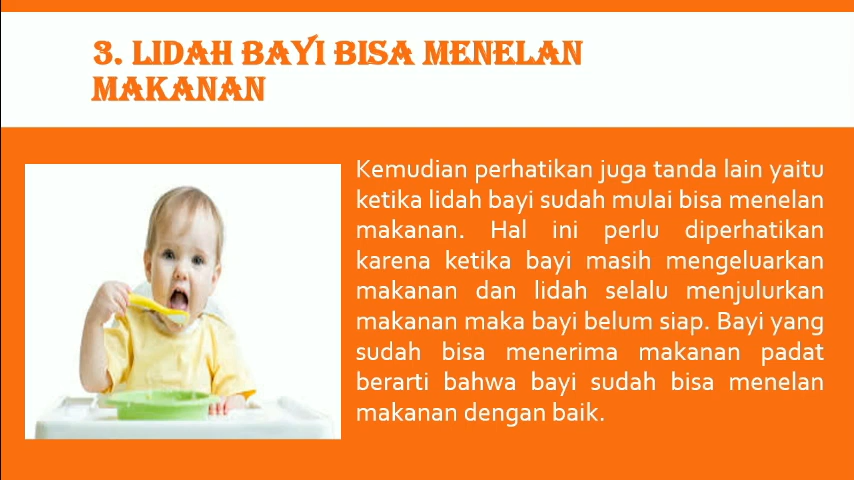 3. LIDAH BAYI BISA MENELAN
MAKANAN
Kemudian perhatikan juga tanda lain yaitu
ketika lidah bayi sudah mulai bisa menelan
makanan. Hal ini perlu diperhatikan
karena ketika bayi masih mengeluarkan
makanan dan lidah selalu menjulurkan
makanan maka bayi belum siap. Bayi yang
sudah bisa menerima makanan padat
berarti bahwa bayi sudah bisa menelan
makanan dengan baik.